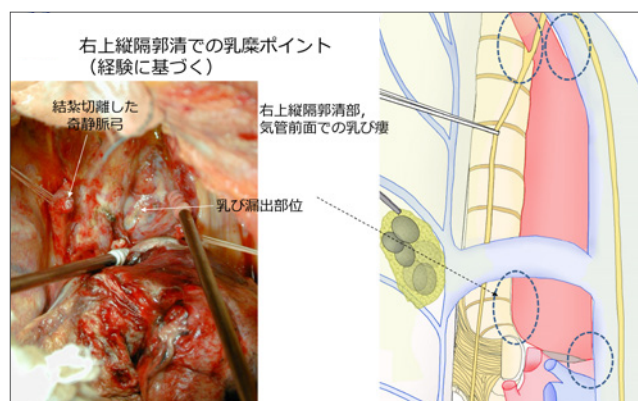 右上縦隔郭清での乳糜ポイント
（経験に基づく）
結紮切離した
奇静脈弓
右上縦隔郭清部,
気管前面での乳び瘻
乳び漏出部位